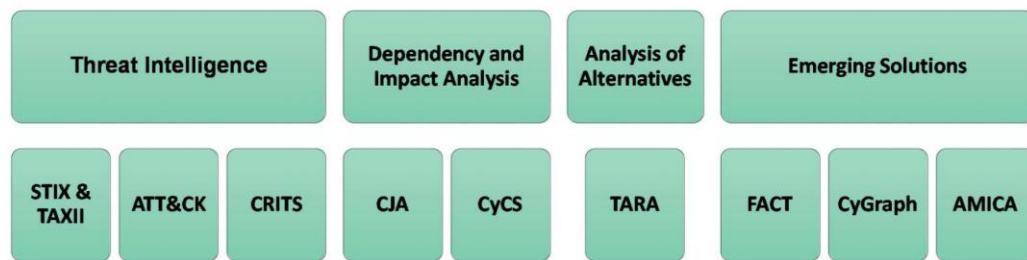 Threat Intelligence
Dependency and
Impact Analysis
Analysis of
Alternatives
Emerging Solutions
STIX &
TAXII
ATT&CK
CRITS
CJA
CyCS
TARA
FACT
CyGraph
AMICA